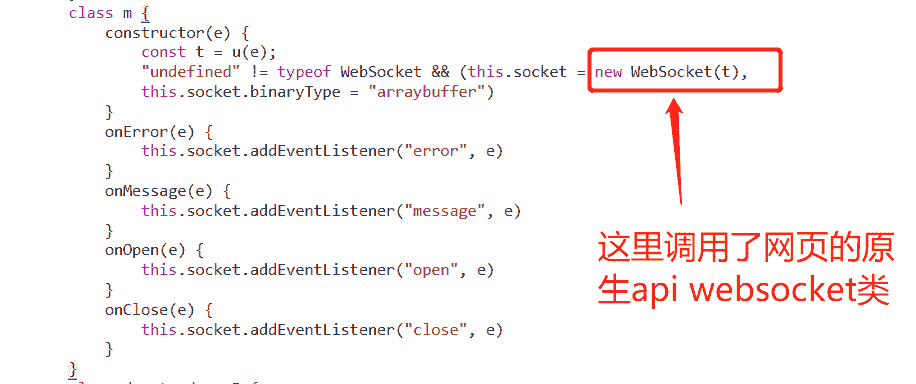 class m {
constructor(e) {
const t = u(e);
"undefined" != typeof WebSocket && (this.socket = new WebSocket(t),
this.socket.binaryType = "arraybuffer")
}
onError(e) {
this.socket.addEventListener("error", e)
}
onMessage(e) {
this.socket.addEventListener("message", e)
}
onOpen(e) {
this.socket.addEventListener("open", e)
}
onClose(e) {
this.socket.addEventListener("close", e)
}
}
这里调用了网页的原
生api websocket类